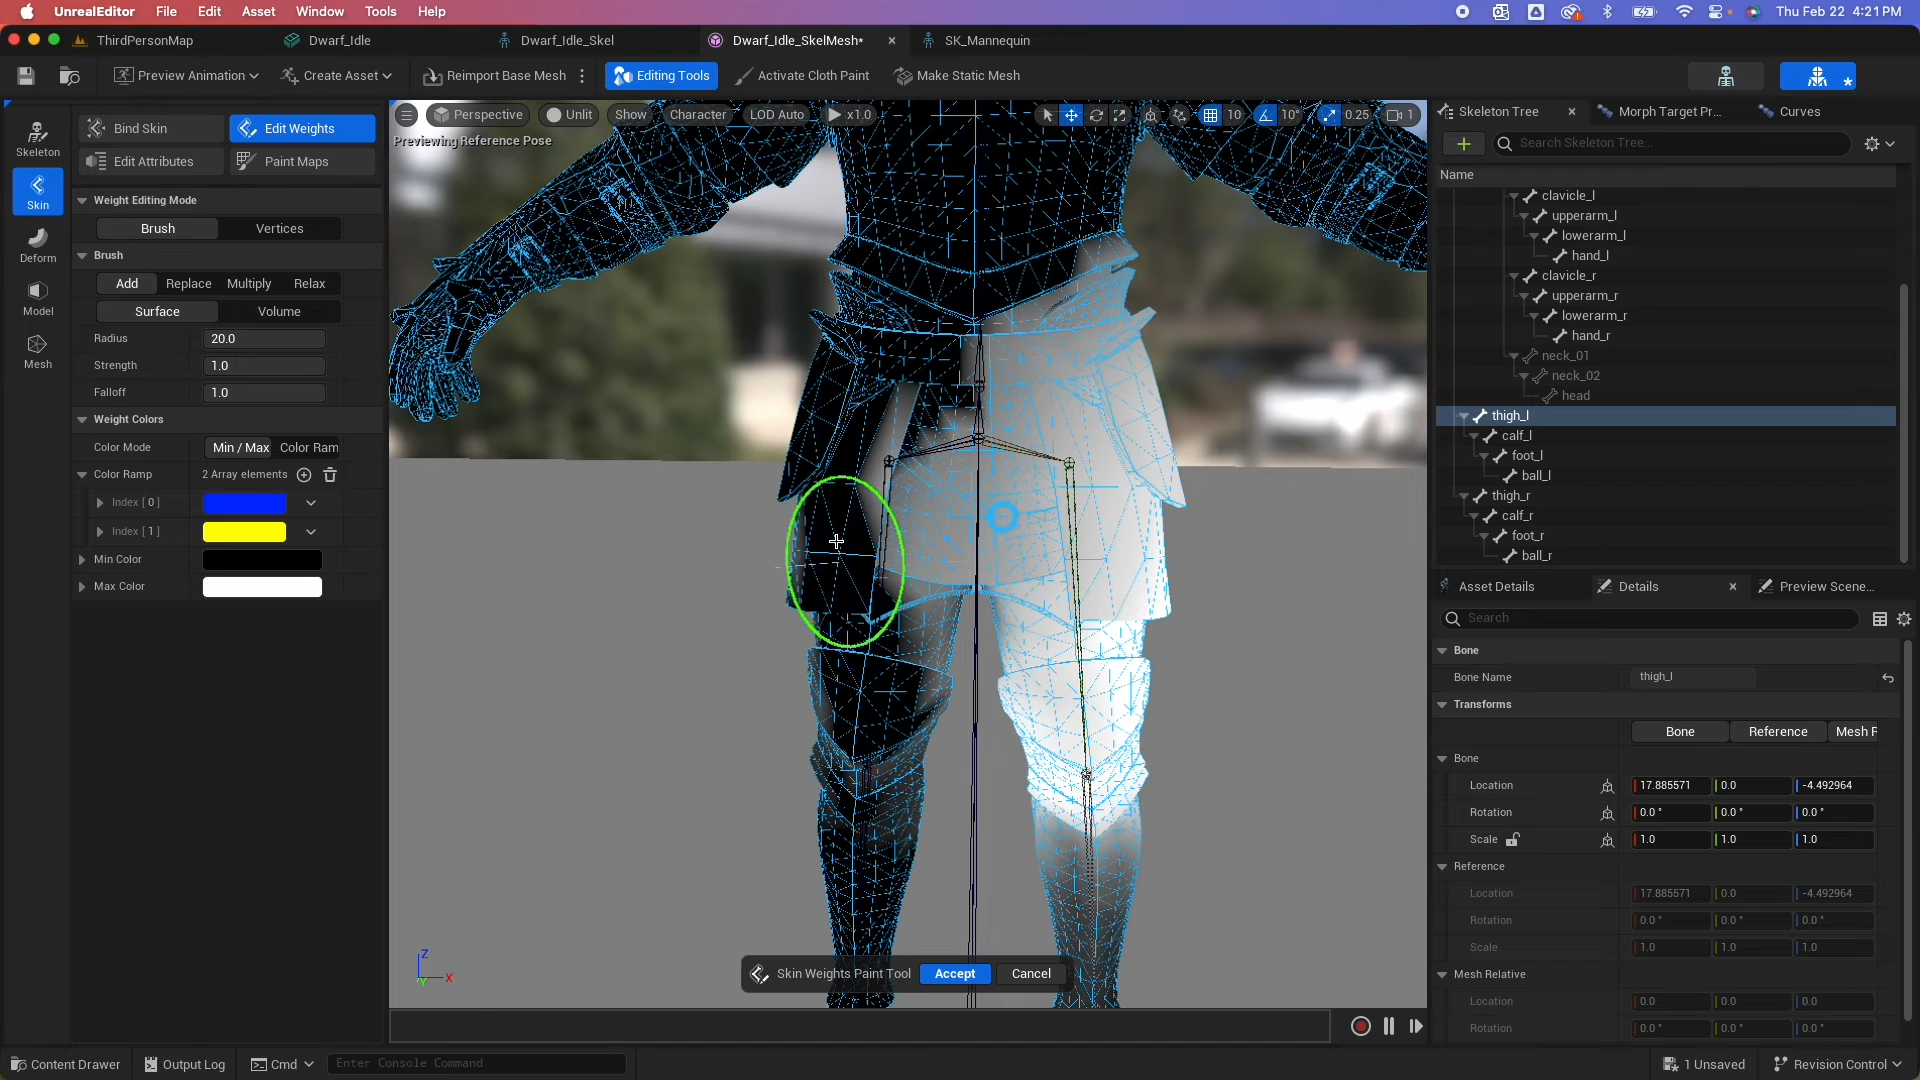 UnrealEditor File Edit Asset Window Tools Help
Thu Feb 22 4:21 PM
ThirdPersonMap
Dwarf_Idle
Dwarf_Idle_Skel
Dwarf_Idle_SkelMesh*
SK_Mannequin
Preview Animation
Create Asset
Reimport Base Mesh
Editing Tools
Activate Cloth Paint
Make Static Mesh
Skeleton
Skin
Deform
Model
Mesh
Bind Skin
Edit Weights
Edit Attributes
Paint Maps
Weight Editing Mode
Brush Vertices
Brush
Add Replace Multiply Relax
Surface Volume
Radius 20.0
Strength 1.0
Falloff 1.0
Weight Colors
Color Mode Min / Max Color Ram
Color Ramp 2 Array elements
Index [ 0 ]
Index [ 1 ]
Min Color
Max Color
Perspective Unlit Show Character LOD Auto x1.0 10 10° 0.25 1
Previewing Reference Pose
Z
X
Y
Skin Weights Paint Tool Accept Cancel
Skeleton Tree Morph Target Pr... Curves
Search Skeleton Tree...
Name
clavicle_l
upperarm_l
lowerarm_l
hand_l
clavicle_r
upperarm_r
lowerarm_r
hand_r
neck_01
neck_02
head
thigh_l
calf_l
foot_l
ball_l
thigh_r
calf_r
foot_r
ball_r
Asset Details Details Preview Scene...
Search
Bone
Bone Name thigh_l
Transforms
Bone Reference Mesh R
Bone
Location 17.885571 0.0 -4.492964
Rotation 0.0 ° 0.0 ° 0.0 °
Scale 1.0 1.0 1.0
Reference
Location 17.885571 0.0 -4.492964
Rotation 0.0 ° 0.0 ° 0.0 °
Scale 1.0 1.0 1.0
Mesh Relative
Location 0.0 0.0 0.0
Rotation 0.0 ° 0.0 ° 0.0 °
Content Drawer Output Log Cmd Enter Console Command
1 Unsaved Revision Control